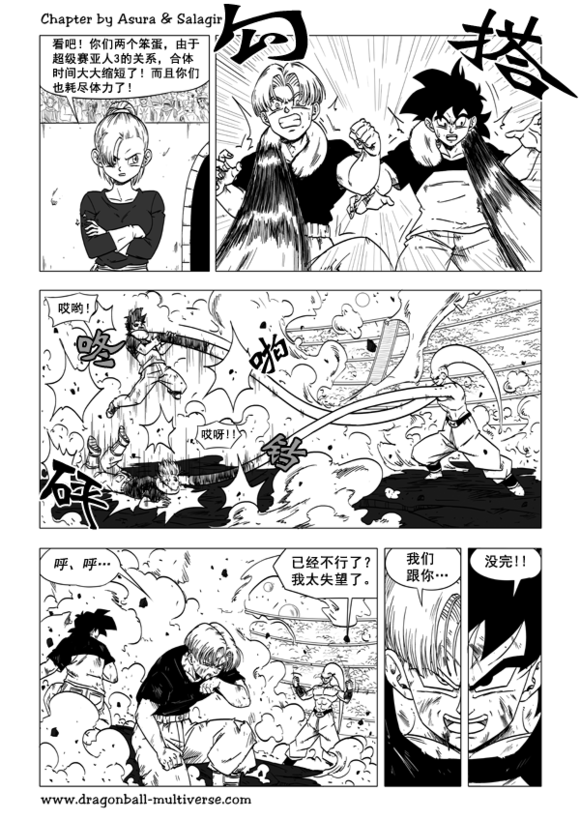 Chapter by Asura & Salagir
看吧！你们两个笨蛋，由于
超级赛亚人3的关系，合体
时间大大缩短了！而且你们
也耗尽体力了！
勾
搭
哎哟！
咚
啪
哎呀!!
钴
砰
呼、呼…
已经不行了？
我太失望了。
我们
跟你…
没完!!
www.dragonball-multiverse.com